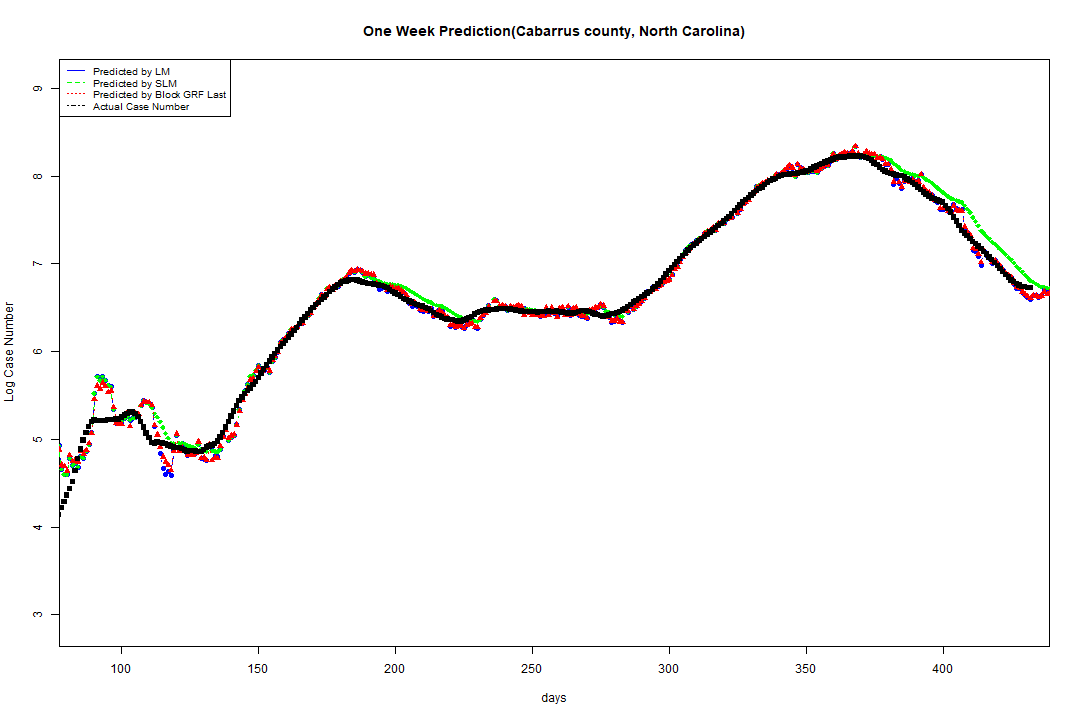 One Week Prediction(Cabarrus county, North Carolina)
Predicted by LM
Predicted by SLM
Predicted by Block GRF Last
Actual Case Number
9
8
7
6
5
4
3
Log Case Number
100 150 200 250 300 350 400
days